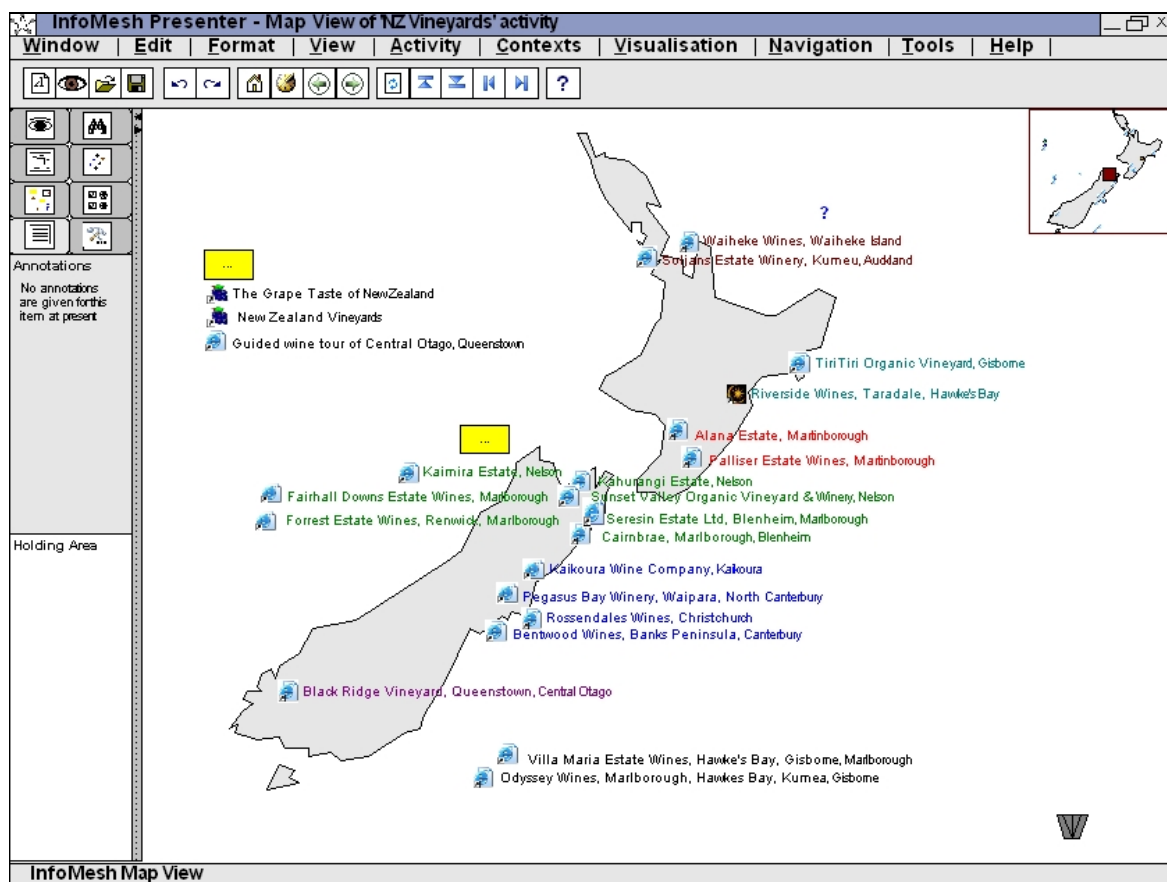 InfoMesh Presenter - Map View of 'NZ Vineyards' activity
Window | Edit | Format | View | Activity | Contexts | Visualisation | Navigation | Tools | Help |
?
Annotations
No annotations
are given for this
item at present
Holding Area
?
Waiheke Wines, Waiheke Island
Soljans Estate Winery, Kumeu, Auckland
...
The Grape Taste of New Zealand
New Zealand Vineyards
Guided wine tour of Central Otago, Queenstown
TiriTiri Organic Vineyard, Gisborne
Riverside Wines, Taradale, Hawke's Bay
...
Alana Estate, Martinborough
Palliser Estate Wines, Martinborough
Kaimira Estate, Nelson
Kahurangi Estate, Nelson
Fairhall Downs Estate Wines, Marlborough
Sunset Valley Organic Vineyard & Winery, Nelson
Forrest Estate Wines, Renwick, Marlborough
Seresin Estate Ltd, Blenheim, Marlborough
Cairnbrae, Marlborough, Blenheim
Kaikoura Wine Company, Kaikoura
Pegasus Bay Winery, Waipara, North Canterbury
Rossendales Wines, Christchurch
Bentwood Wines, Banks Peninsula, Canterbury
Black Ridge Vineyard, Queenstown, Central Otago
Villa Maria Estate Wines, Hawke's Bay, Gisborne, Marlborough
Odyssey Wines, Marlborough, Hawkes Bay, Kumea, Gisborne
InfoMesh Map View